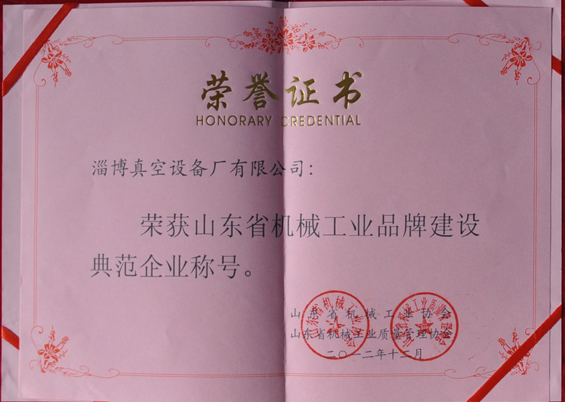 荣誉证书
HONORARY CREDENTIAL
淄博真空设备厂有限公司：
荣获山东省机械工业品牌建设
典范企业称号。
山东省机械工业协会
山东省机械工业质量管理协会
二〇一二年十二月